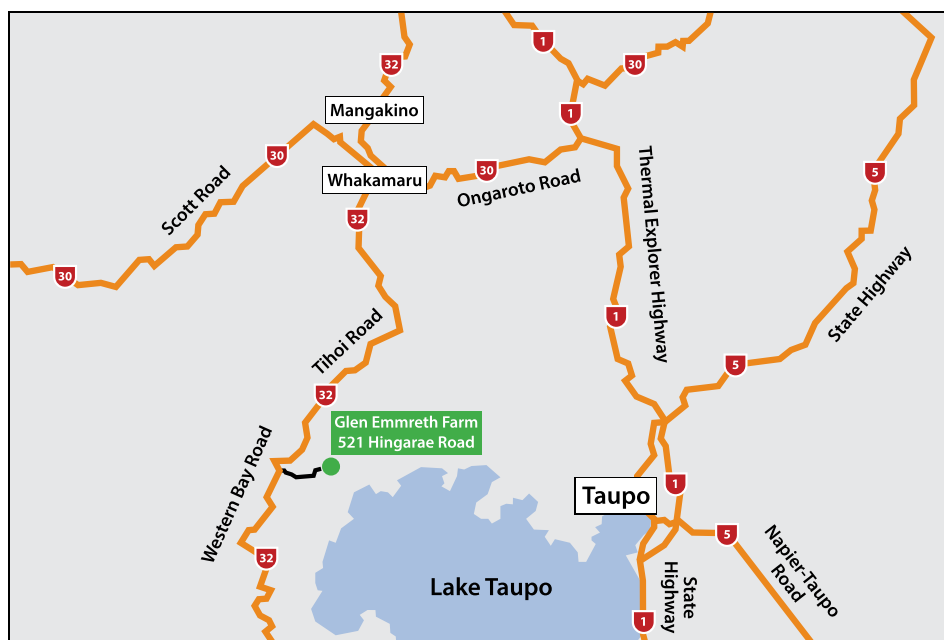 1
32
30
Mangakino
1
30
Scott Road
Whakamaru
30
Ongaroto Road
Thermal Explorer Highway
5
32
30
State Highway
1
Tihoi Road
5
32
Glen Emmreth Farm
521 Hingarae Road
Western Bay Road
Taupo
1
5
Napier-Taupo
Road
32
Lake Taupo
State
Highway
1